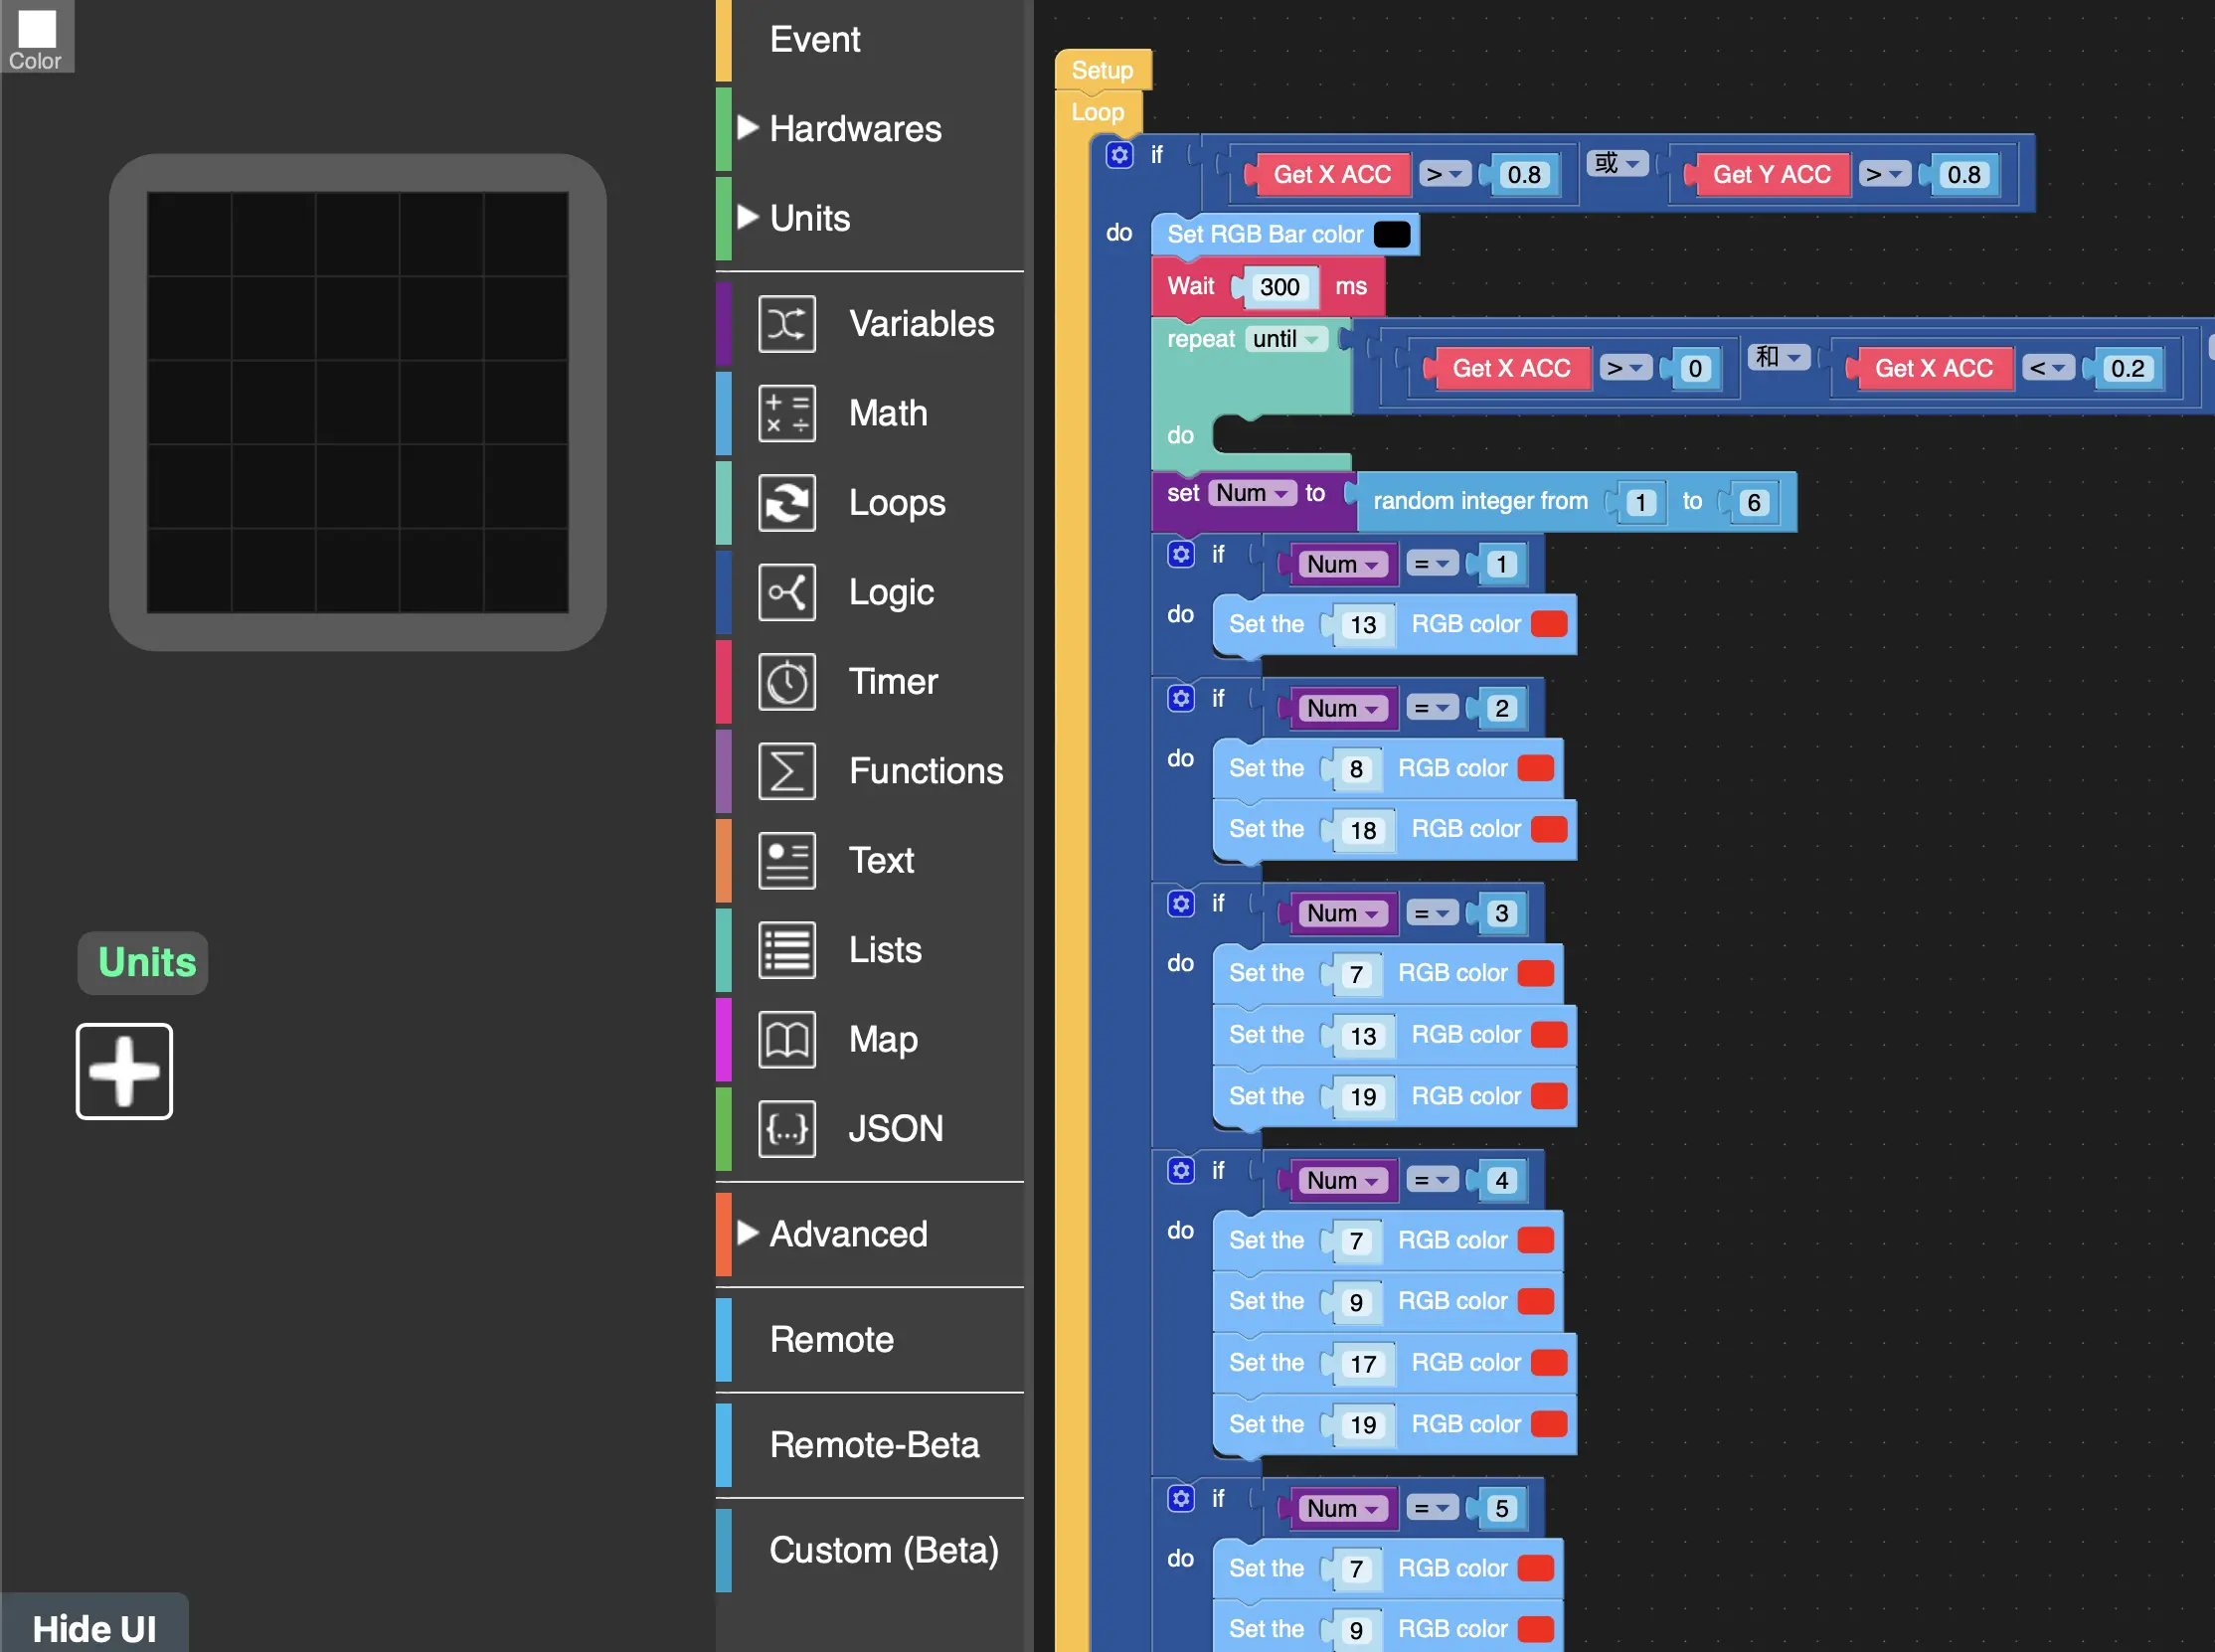 Color
Units
Hide UI
Event
Hardwares
Units
Variables
Math
Loops
Logic
Timer
Functions
Text
Lists
Map
{...} JSON
Advanced
Remote
Remote-Beta
Custom (Beta)
Setup
Loop
if Get X ACC > 0.8 或 Get Y ACC > 0.8
do Set RGB Bar color
Wait 300 ms
repeat until Get X ACC > 0 和 Get X ACC < 0.2
do
set Num to random integer from 1 to 6
if Num = 1
do Set the 13 RGB color
if Num = 2
do Set the 8 RGB color
Set the 18 RGB color
if Num = 3
do Set the 7 RGB color
Set the 13 RGB color
Set the 19 RGB color
if Num = 4
do Set the 7 RGB color
Set the 9 RGB color
Set the 17 RGB color
Set the 19 RGB color
if Num = 5
do Set the 7 RGB color
Set the 9 RGB color